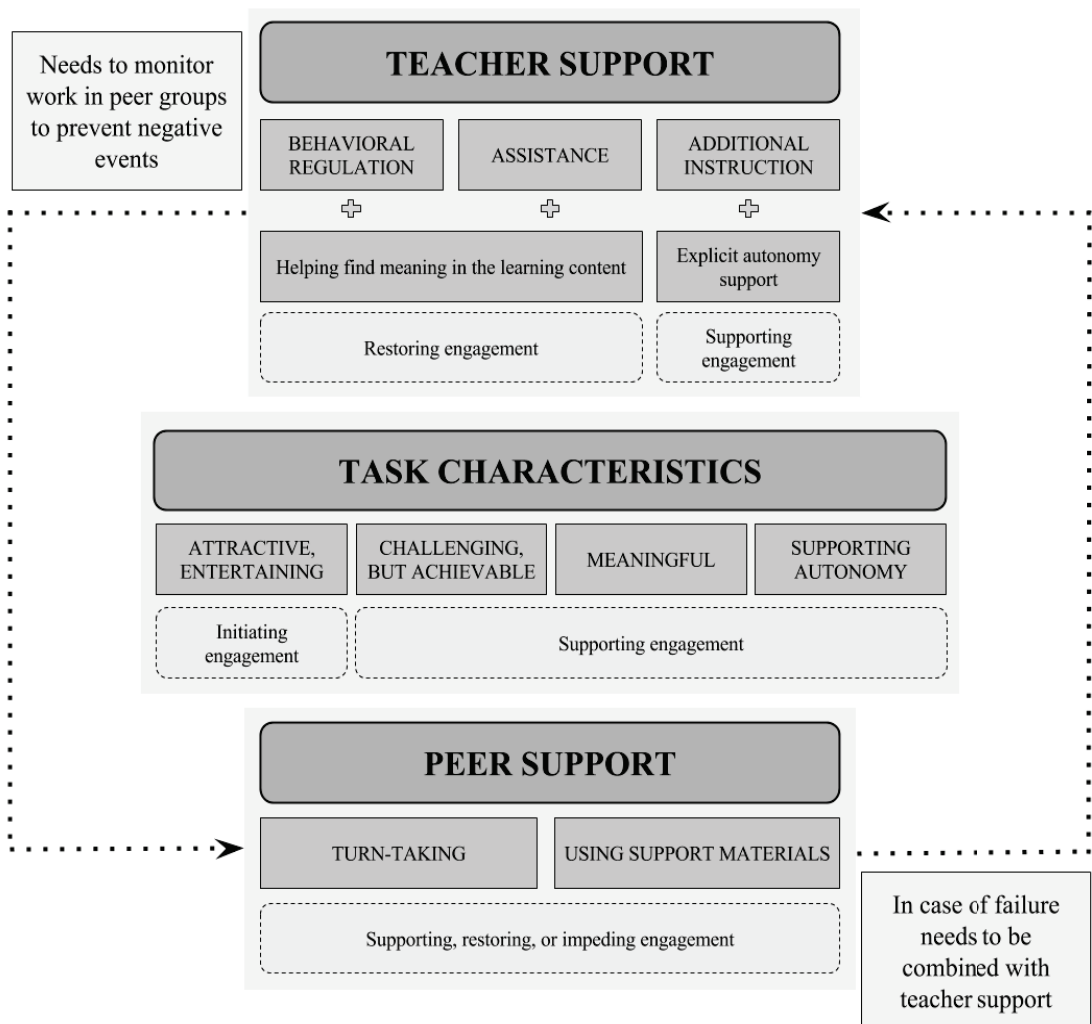 Needs to monitor
work in peer groups
to prevent negative
events
TEACHER SUPPORT
BEHAVIORAL
REGULATION
ASSISTANCE
ADDITIONAL
INSTRUCTION
Helping find meaning in the learning content
Explicit autonomy
support
Restoring engagement
Supporting
engagement
TASK CHARACTERISTICS
ATTRACTIVE,
ENTERTAINING
CHALLENGING,
BUT ACHIEVABLE
MEANINGFUL
SUPPORTING
AUTONOMY
Initiating
engagement
Supporting engagement
PEER SUPPORT
TURN-TAKING
USING SUPPORT MATERIALS
Supporting, restoring, or impeding engagement
In case of failure
needs to be
combined with
teacher support